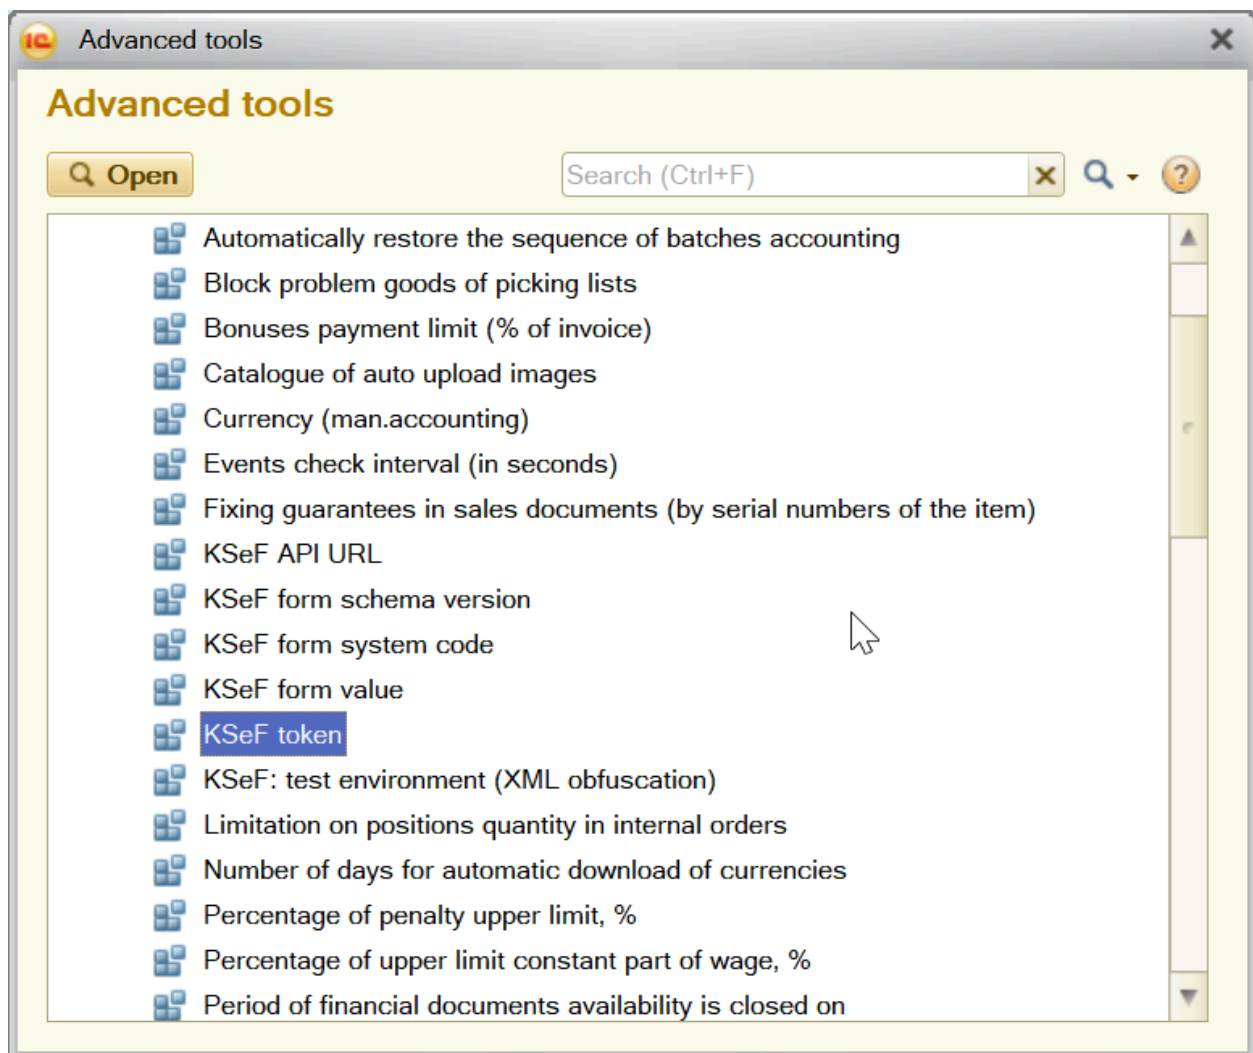 1C Advanced tools
Advanced tools
Open
Search (Ctrl+F)
?
Automatically restore the sequence of batches accounting
Block problem goods of picking lists
Bonuses payment limit (% of invoice)
Catalogue of auto upload images
Currency (man.accounting)
Events check interval (in seconds)
Fixing guarantees in sales documents (by serial numbers of the item)
KSeF API URL
KSeF form schema version
KSeF form system code
KSeF form value
KSeF token
KSeF: test environment (XML obfuscation)
Limitation on positions quantity in internal orders
Number of days for automatic download of currencies
Percentage of penalty upper limit, %
Percentage of upper limit constant part of wage, %
Period of financial documents availability is closed on